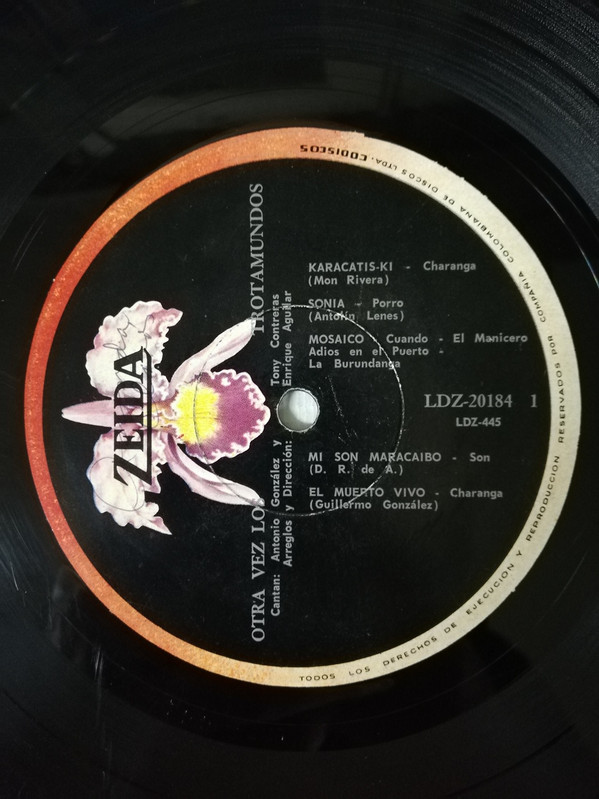 ZEIDA
OTRA VEZ LOS TROTAMUNDOS
Cantan: Antonio González y Tony Contreras
Arreglos y Dirección: Enrique Aguilar
KARACATIS-KI - Charanga
(Mon Rivera)
SONIA - Porro
(Antolín Lenes)
MOSAICO - Cuando - El Manicero
Adios en el Puerto -
La Burundanga
LDZ-20184 1
LDZ-445
MI SON MARACAIBO - Son
(D. R. de A.)
EL MUERTO VIVO - Charanga
(Guillermo González)
TODOS LOS DERECHOS DE EJECUCION Y REPRODUCCION RESERVADOS por COMPAÑIA COLOMBIANA DE DISCOS LTDA. CODISCOS